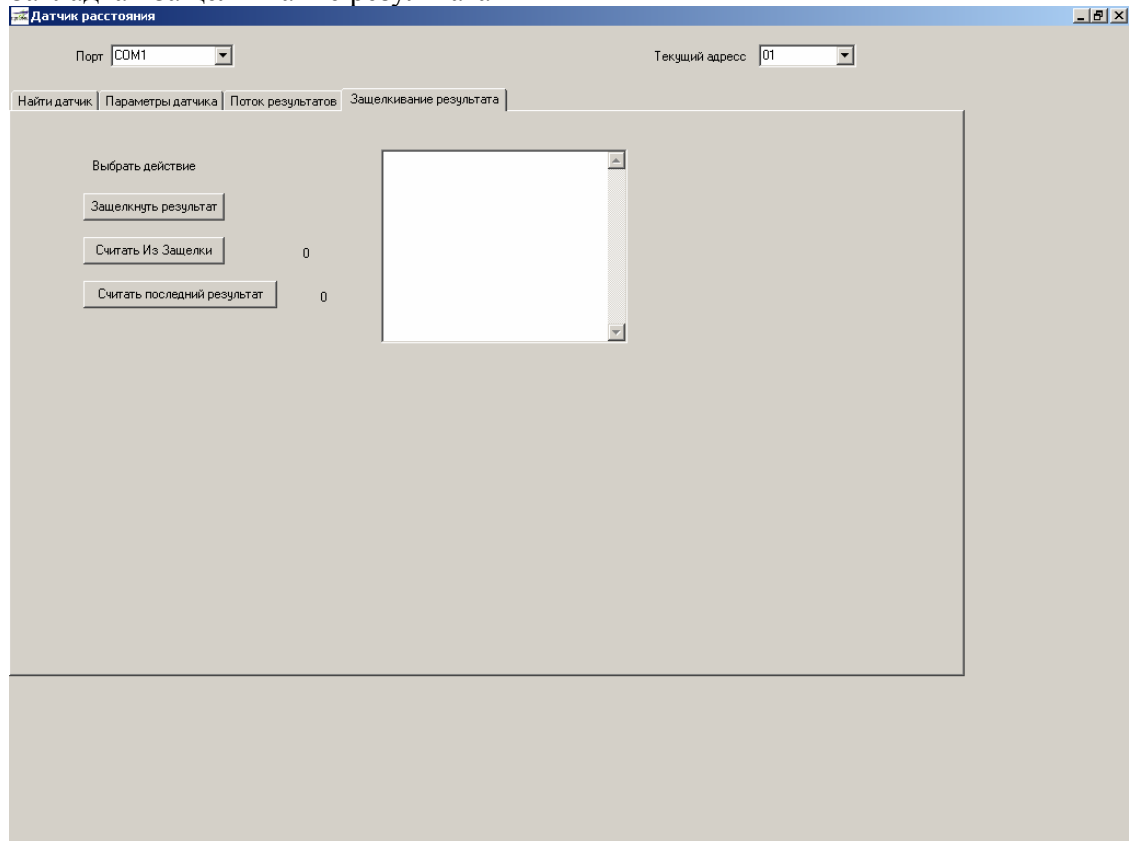 Датчик расстояния
Порт COM1 Текущий адресс 01
Найти датчик Параметры датчика Поток результатов Защелкивание результата
Выбрать действие
Защелкнуть результат
Считать Из Защелки 0
Считать последний результат 0